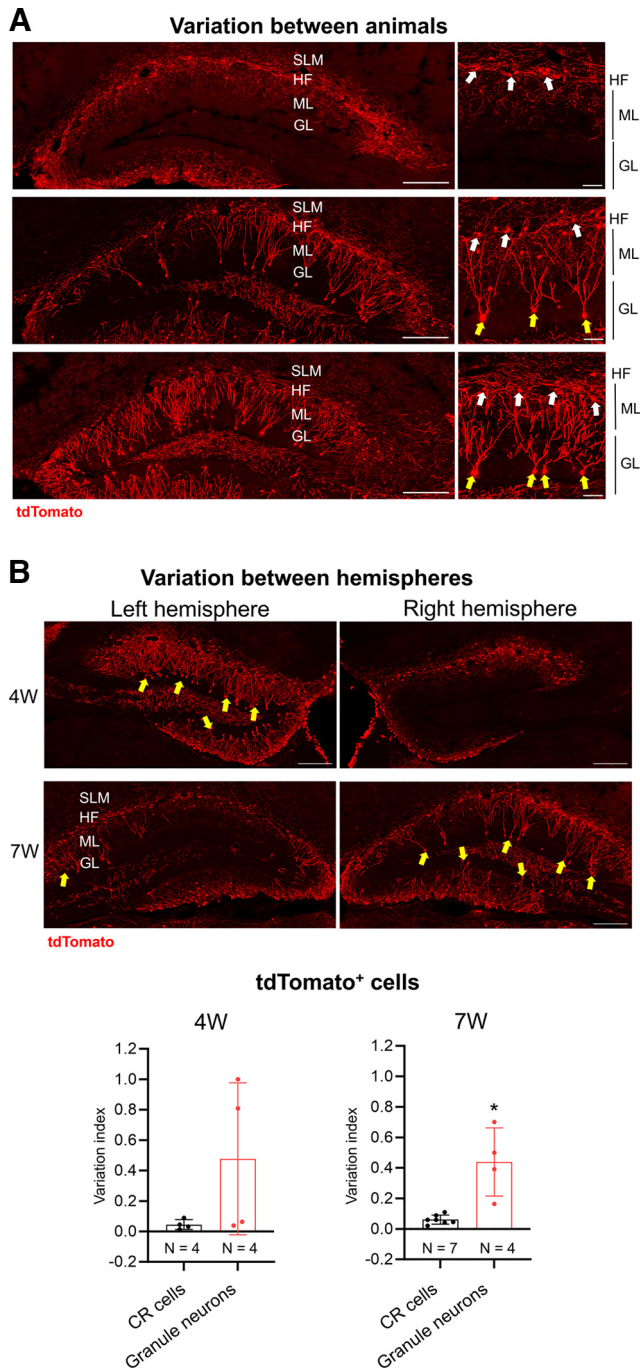 A
Variation between animals
SLM
HF
ML
GL
HF
ML
GL
SLM
HF
ML
GL
HF
ML
GL
SLM
HF
ML
GL
HF
ML
GL
tdTomato
B
Variation between hemispheres
Left hemisphere
Right hemisphere
4W
7W
SLM
HF
ML
GL
tdTomato
tdTomato+ cells
4W
Variation index
1.2
1.0
0.8
0.6
0.4
0.2
0.0
-0.2
N = 4
N = 4
CR cells
Granule neurons
7W
Variation index
1.2
1.0
0.8
0.6
0.4
0.2
0.0
-0.2
*
N = 7
N = 4
CR cells
Granule neurons